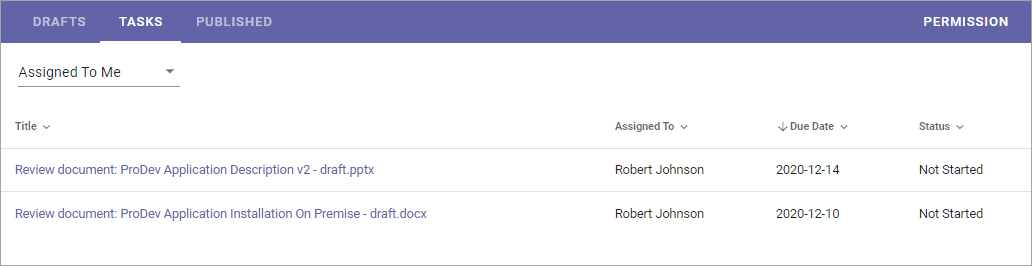 DRAFTS TASKS PUBLISHED PERMISSION
Assigned To Me
Title Assigned To Due Date Status
Review document: ProDev Application Description v2 - draft.pptx Robert Johnson 2020-12-14 Not Started
Review document: ProDev Application Installation On Premise - draft.docx Robert Johnson 2020-12-10 Not Started